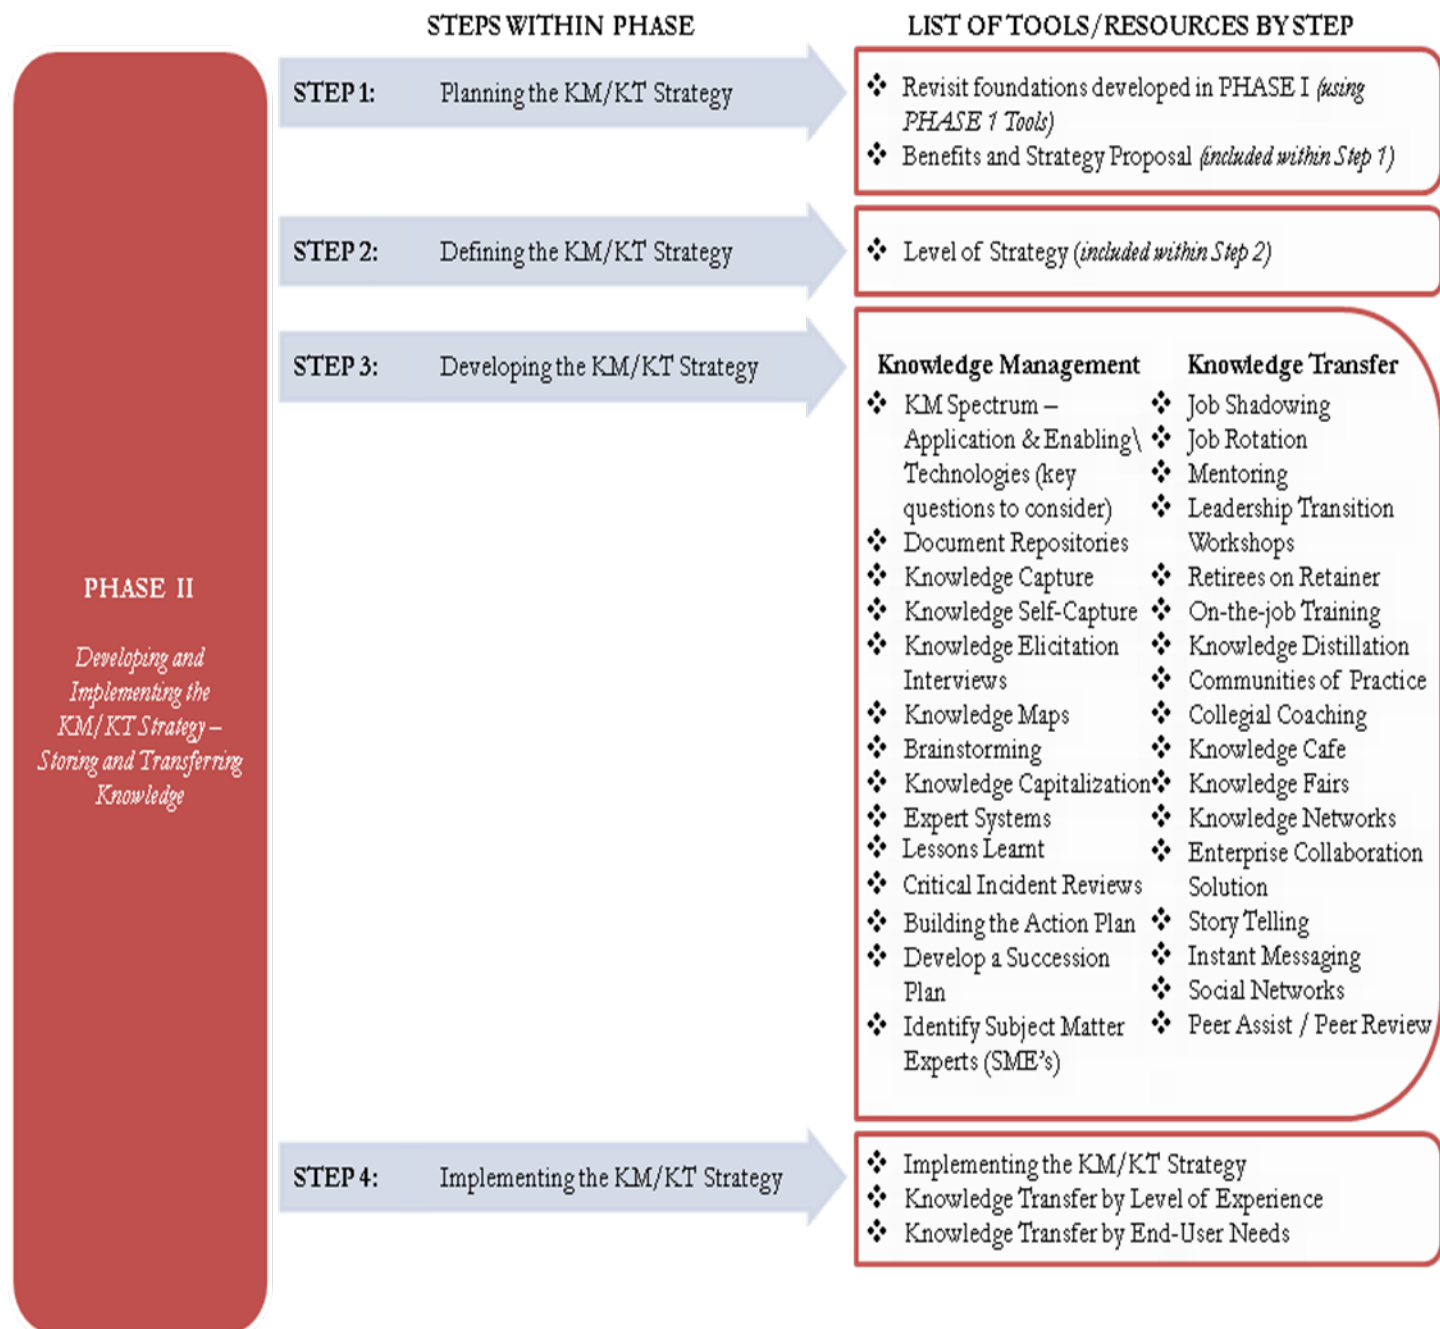 STEPS WITHIN PHASE
LIST OF TOOLS/RESOURCES BY STEP
PHASE II
Developing and
Implementing the
KM/KT Strategy –
Storing and Transferring
Knowledge
STEP 1: Planning the KM/KT Strategy
❖ Revisit foundations developed in PHASE I (using
PHASE 1 Tools)
❖ Benefits and Strategy Proposal (included within Step 1)
STEP 2: Defining the KM/KT Strategy
❖ Level of Strategy (included within Step 2)
STEP 3: Developing the KM/KT Strategy
Knowledge Management
❖ KM Spectrum –
Application & Enabling\
Technologies (key
questions to consider)
❖ Document Repositories
❖ Knowledge Capture
❖ Knowledge Self-Capture
❖ Knowledge Elicitation
Interviews
❖ Knowledge Maps
❖ Brainstorming
❖ Knowledge Capitalization
❖ Expert Systems
❖ Lessons Learnt
❖ Critical Incident Reviews
❖ Building the Action Plan
❖ Develop a Succession
Plan
❖ Identify Subject Matter
Experts (SME's)
Knowledge Transfer
❖ Job Shadowing
❖ Job Rotation
❖ Mentoring
❖ Leadership Transition
Workshops
❖ Retirees on Retainer
❖ On-the-job Training
❖ Knowledge Distillation
❖ Communities of Practice
❖ Collegial Coaching
❖ Knowledge Cafe
❖ Knowledge Fairs
❖ Knowledge Networks
❖ Enterprise Collaboration
Solution
❖ Story Telling
❖ Instant Messaging
❖ Social Networks
❖ Peer Assist / Peer Review
STEP 4: Implementing the KM/KT Strategy
❖ Implementing the KM/KT Strategy
❖ Knowledge Transfer by Level of Experience
❖ Knowledge Transfer by End-User Needs